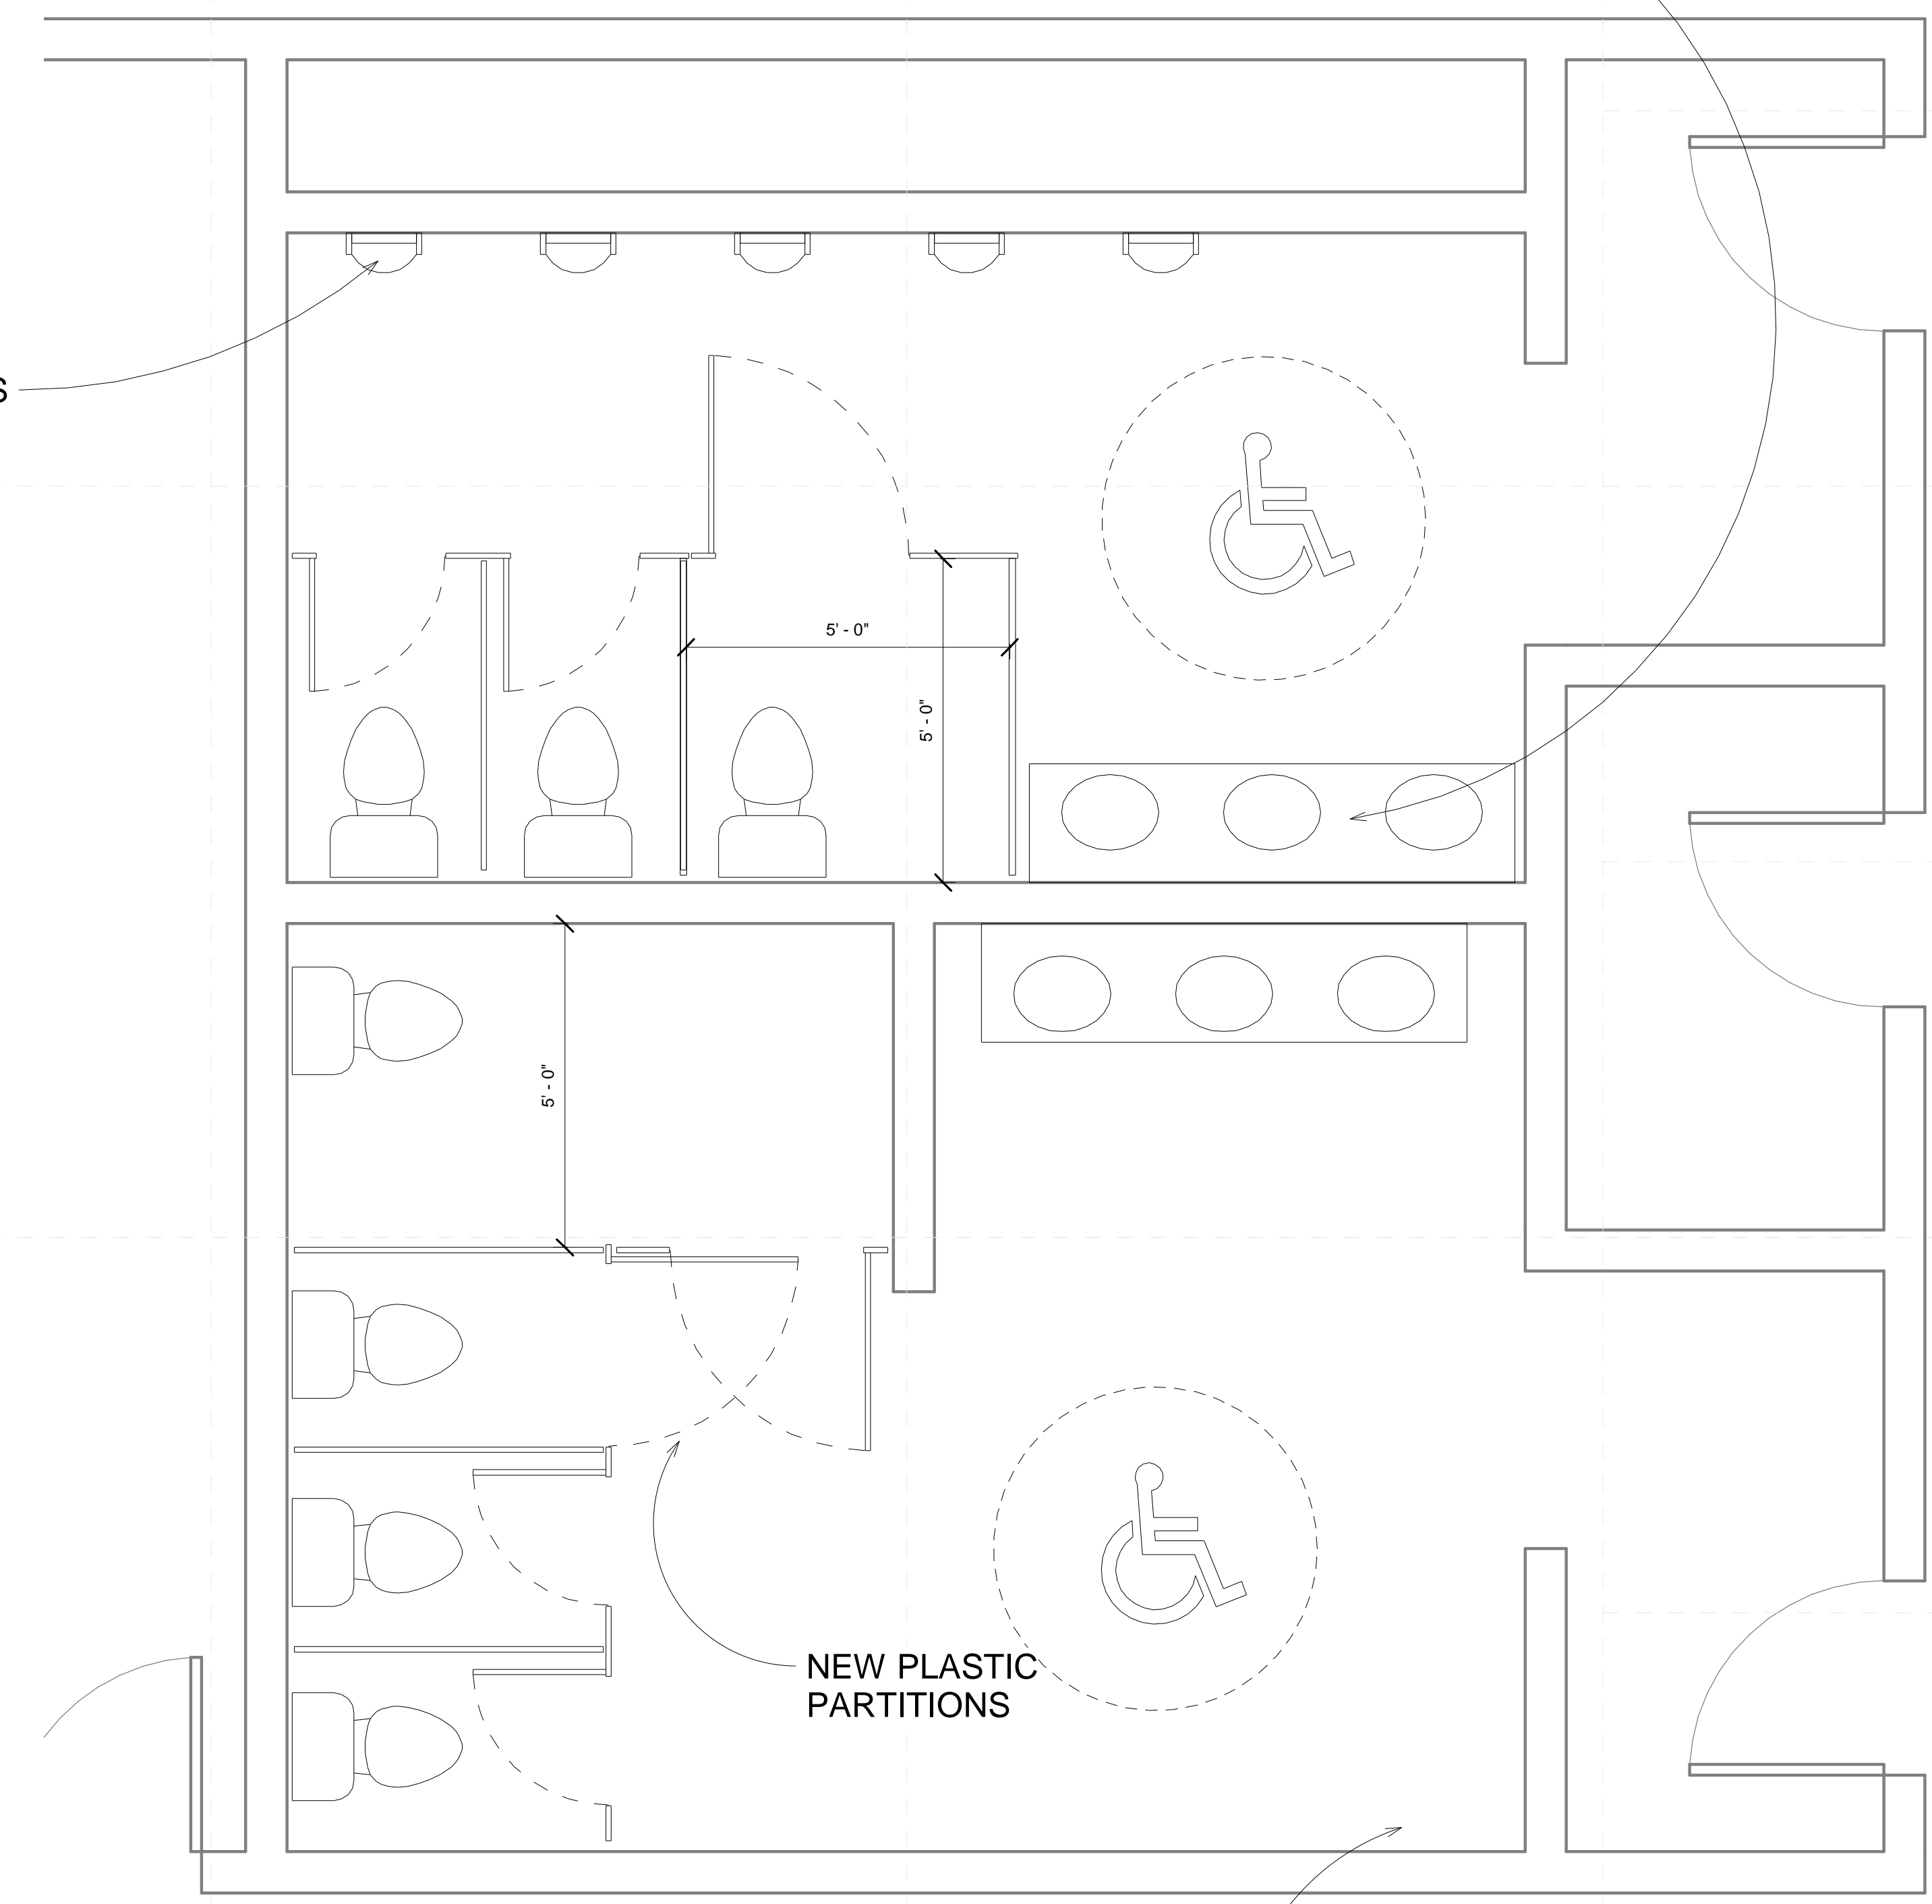 S
5' - 0"
5' - 0"
5' - 0"
NEW PLASTIC
PARTITIONS